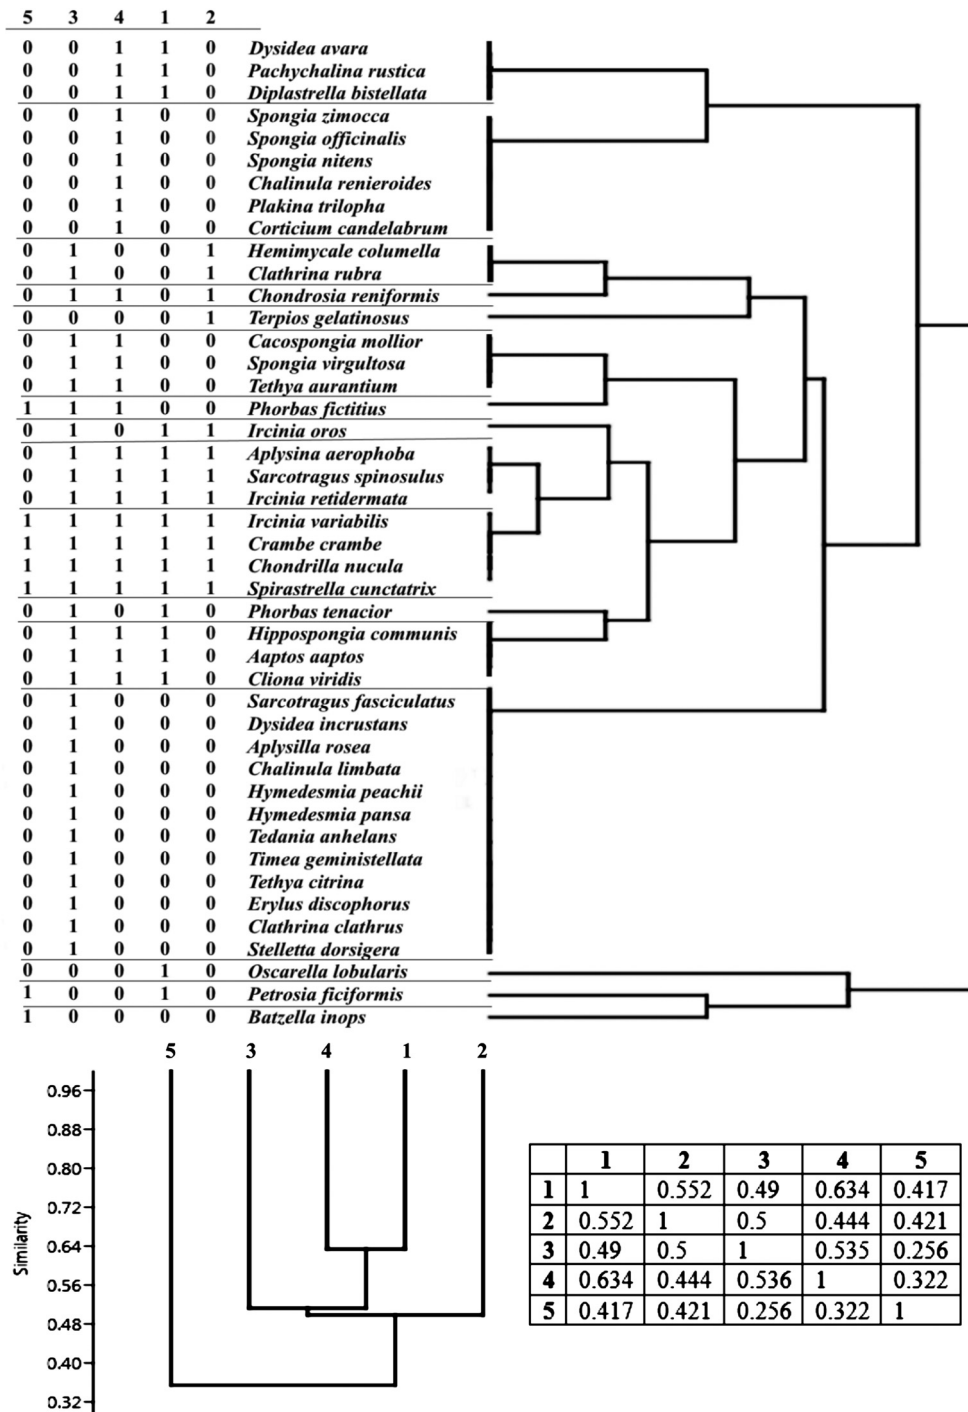 5 3 4 1 2
0 0 1 1 0 Dysidea avara
0 0 1 1 0 Pachychalina rustica
0 0 1 1 0 Diplastrella bistellata
0 0 1 0 0 Spongia zimocca
0 0 1 0 0 Spongia officinalis
0 0 1 0 0 Spongia nitens
0 0 1 0 0 Chalinula renieroides
0 0 1 0 0 Plakina trilopha
0 0 1 0 0 Corticium candelabrum
0 1 0 0 1 Hemimycale columella
0 1 0 0 1 Clathrina rubra
0 1 1 0 1 Chondrosia reniformis
0 0 0 0 1 Terpios gelatinosus
0 1 1 0 0 Cacospongia mollior
0 1 1 0 0 Spongia virgultosa
0 1 1 0 0 Tethya aurantium
1 1 1 0 0 Phorbas fictitius
0 1 0 1 1 Ircinia oros
0 1 1 1 1 Aplysina aerophoba
0 1 1 1 1 Sarcotragus spinosulus
0 1 1 1 1 Ircinia retidermata
1 1 1 1 1 Ircinia variabilis
1 1 1 1 1 Crambe crambe
1 1 1 1 1 Chondrilla nucula
1 1 1 1 1 Spirastrella cunctatrix
0 1 0 1 0 Phorbas tenacior
0 1 1 1 0 Hippospongia communis
0 1 1 1 0 Aaptos aaptos
0 1 1 1 0 Cliona viridis
0 1 0 0 0 Sarcotragus fasciculatus
0 1 0 0 0 Dysidea incrustans
0 1 0 0 0 Aplysilla rosea
0 1 0 0 0 Chalinula limbata
0 1 0 0 0 Hymedesmia peachii
0 1 0 0 0 Hymedesmia pansa
0 1 0 0 0 Tedania anhelans
0 1 0 0 0 Timea geministellata
0 1 0 0 0 Tethya citrina
0 1 0 0 0 Erylus discophorus
0 1 0 0 0 Clathrina clathrus
0 1 0 0 0 Stelletta dorsigera
0 0 0 1 0 Oscarella lobularis
1 0 0 1 0 Petrosia ficiformis
1 0 0 0 0 Batzella inops
5 3 4 1 2
0.96
0.88
0.80
0.72
0.64
0.56
0.48
0.40
0.32
Similarity
1 2 3 4 5
1 1 0.552 0.49 0.634 0.417
2 0.552 1 0.5 0.444 0.421
3 0.49 0.5 1 0.535 0.256
4 0.634 0.444 0.536 1 0.322
5 0.417 0.421 0.256 0.322 1